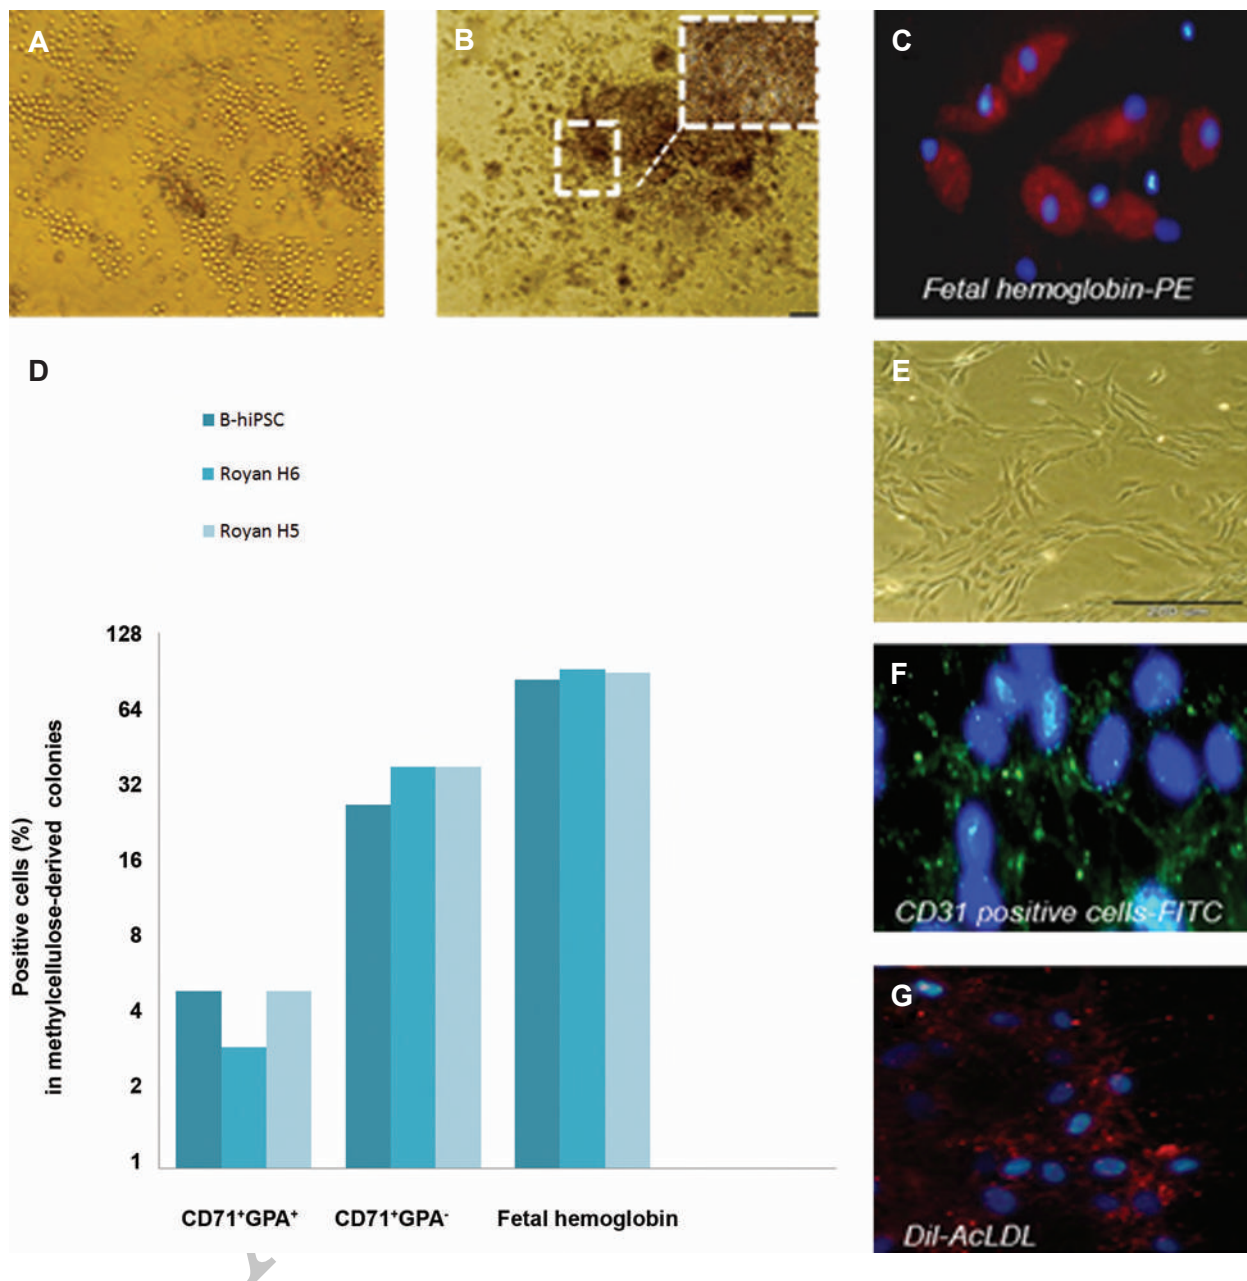 A
B
C
Fetal hemoglobin-PE
D
B-hiPSC
Royan H6
Royan H5
128
64
32
16
8
4
2
1
Positive cells (%)
in methylcellulose-derived colonies
CD71⁺GPA⁺
CD71⁺GPA⁻
Fetal hemoglobin
E
F
CD31 positive cells-FITC
G
Dil-AcLDL